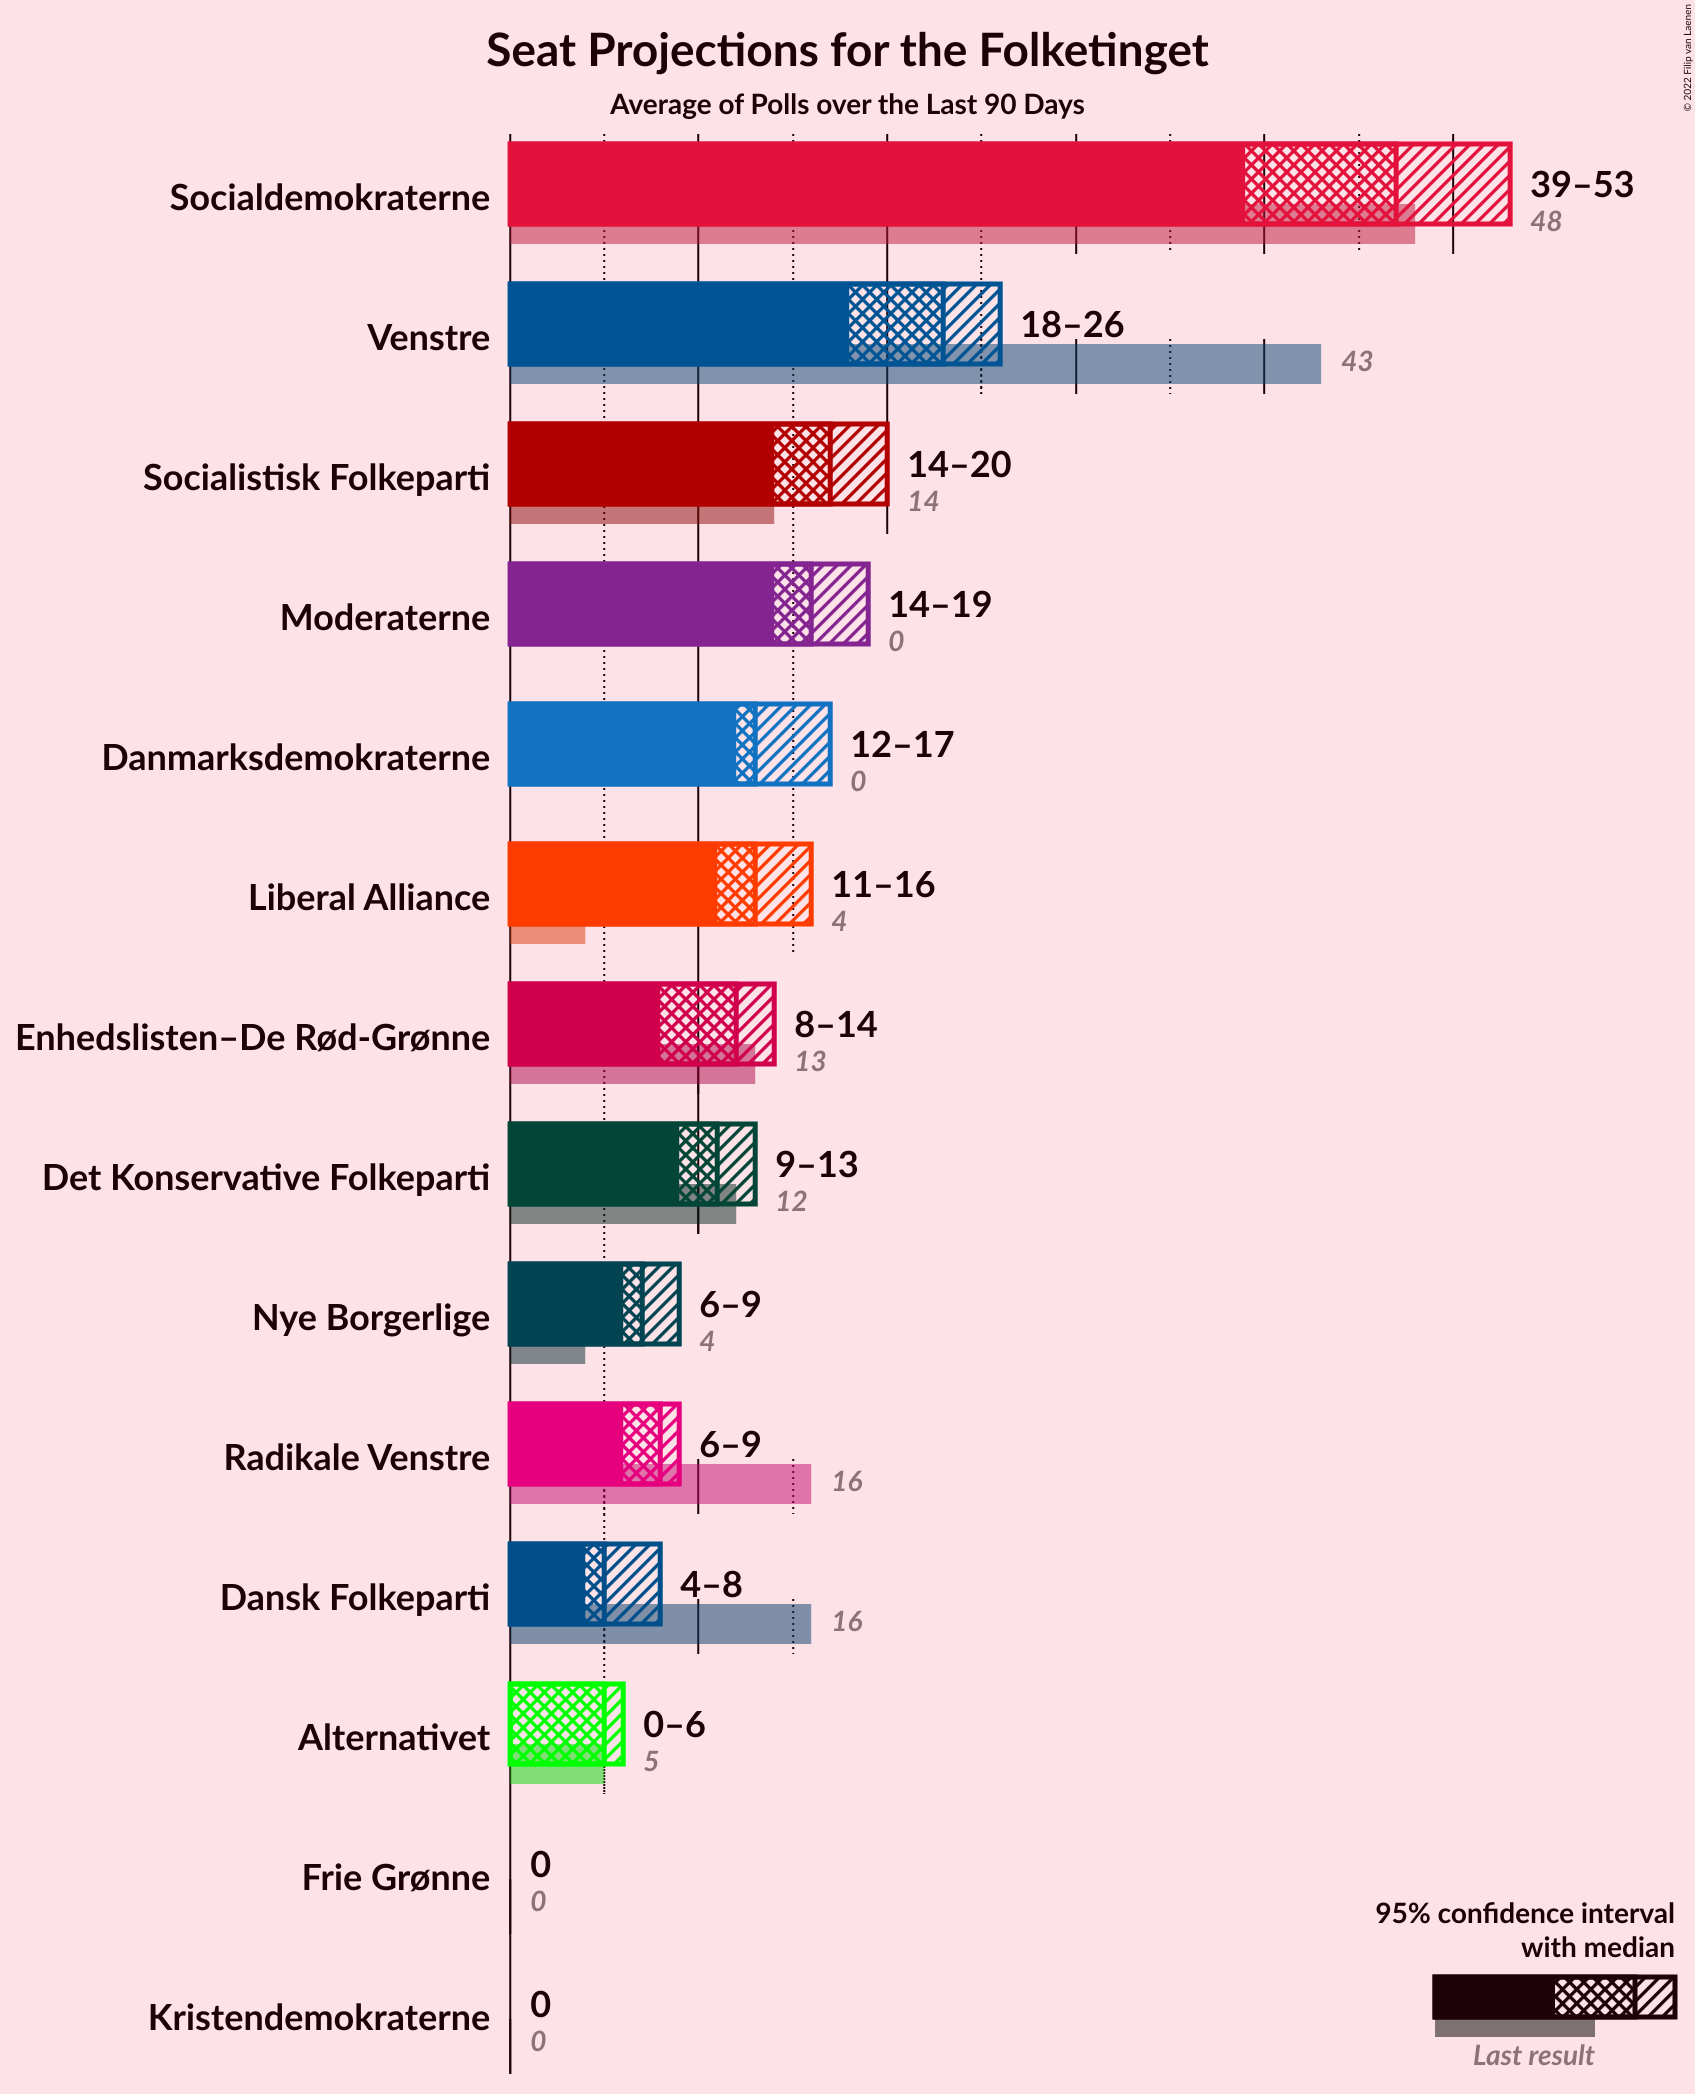 © 2022 Filip van Laenen
Seat Projections for the Folketinget
Average of Polls over the Last 90 Days
Socialdemokraterne
39–53
48
Venstre
18–26
43
Socialistisk Folkeparti
14–20
14
Moderaterne
14–19
0
Danmarksdemokraterne
12–17
0
Liberal Alliance
11–16
4
Enhedslisten–De Rød-Grønne
8–14
13
Det Konservative Folkeparti
9–13
12
Nye Borgerlige
6–9
4
Radikale Venstre
6–9
16
Dansk Folkeparti
4–8
16
Alternativet
0–6
5
Frie Grønne
0
0
Kristendemokraterne
0
0
95% confidence interval
with median
Last result